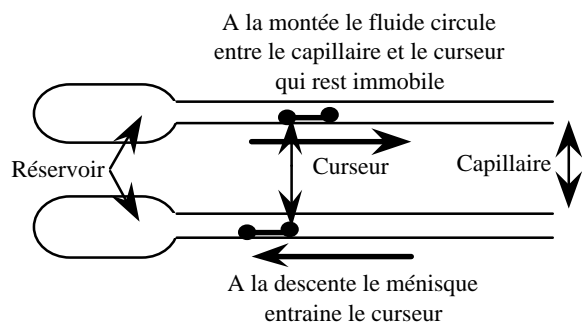 A la montée le fluide circule
entre le capillaire et le curseur
qui rest immobile
Réservoir
Curseur
Capillaire
A la descente le ménisque
entraine le curseur